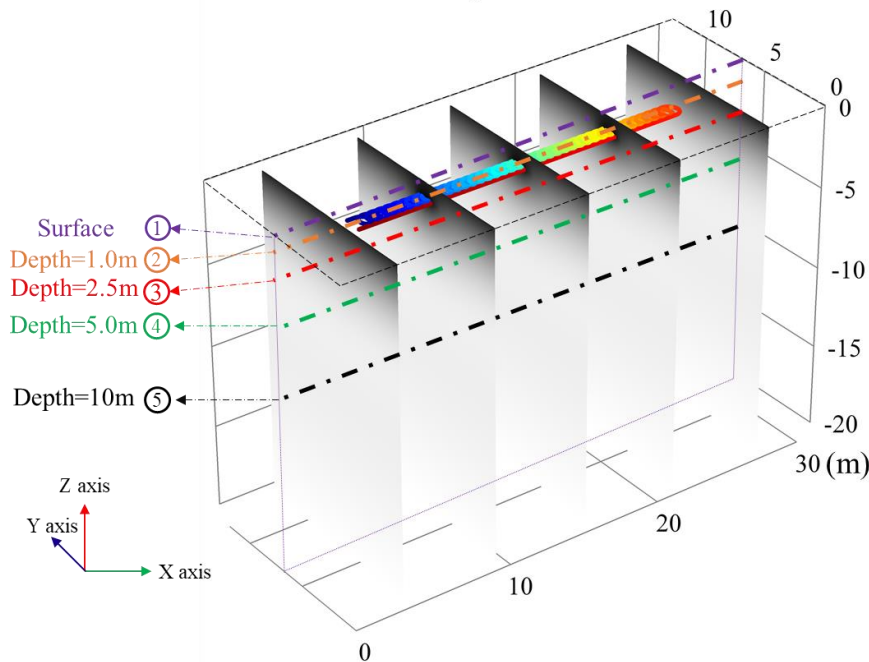 10
5
0
0
-5
-10
-15
-20
Surface ①
Depth=1.0m ②
Depth=2.5m ③
Depth=5.0m ④
Depth=10m ⑤
30 (m)
20
10
0
Z axis
Y axis
X axis